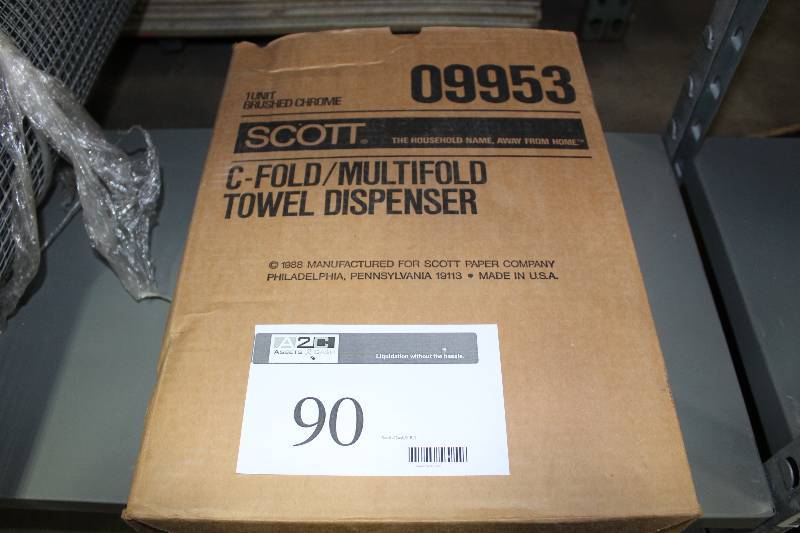 1 UNIT
BRUSHED CHROME
09953
SCOTT® THE HOUSEHOLD NAME, AWAY FROM HOME™
C-FOLD/MULTIFOLD
TOWEL DISPENSER
© 1988 MANUFACTURED FOR SCOTT PAPER COMPANY
PHILADELPHIA, PENNSYLVANIA 19113 • MADE IN U.S.A.
A2C
ASSETS 2 CASH
Liquidation without the hassle.
90